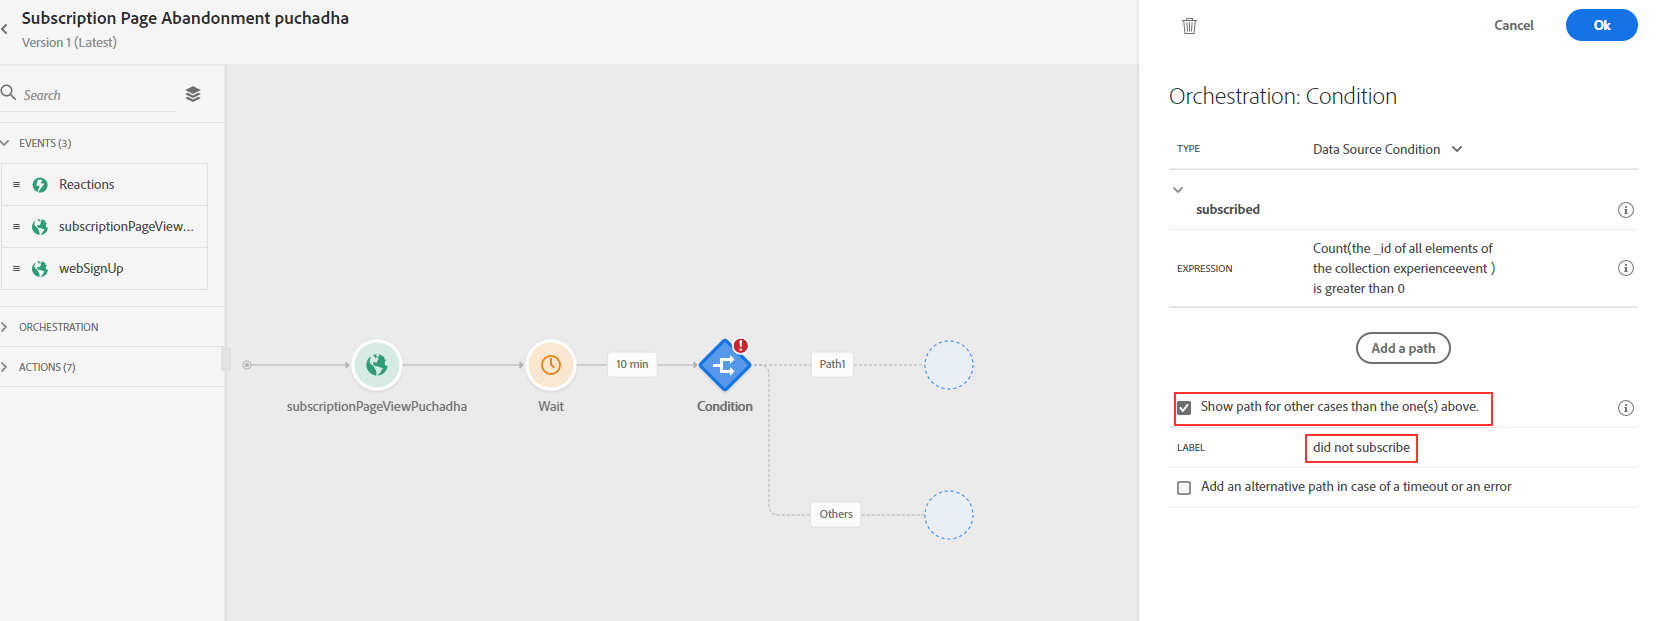 Subscription Page Abandonment puchadha
Version 1 (Latest)
Search
EVENTS (3)
Reactions
subscriptionPageView...
webSignUp
ORCHESTRATION
ACTIONS (7)
subscriptionPageViewPuchadha
Wait
10 min
Condition
Path1
Others
Cancel
Ok
Orchestration: Condition
TYPE
Data Source Condition
subscribed
EXPRESSION
Count(the _id of all elements of
the collection experienceevent )
is greater than 0
Add a path
Show path for other cases than the one(s) above.
LABEL
did not subscribe
Add an alternative path in case of a timeout or an error